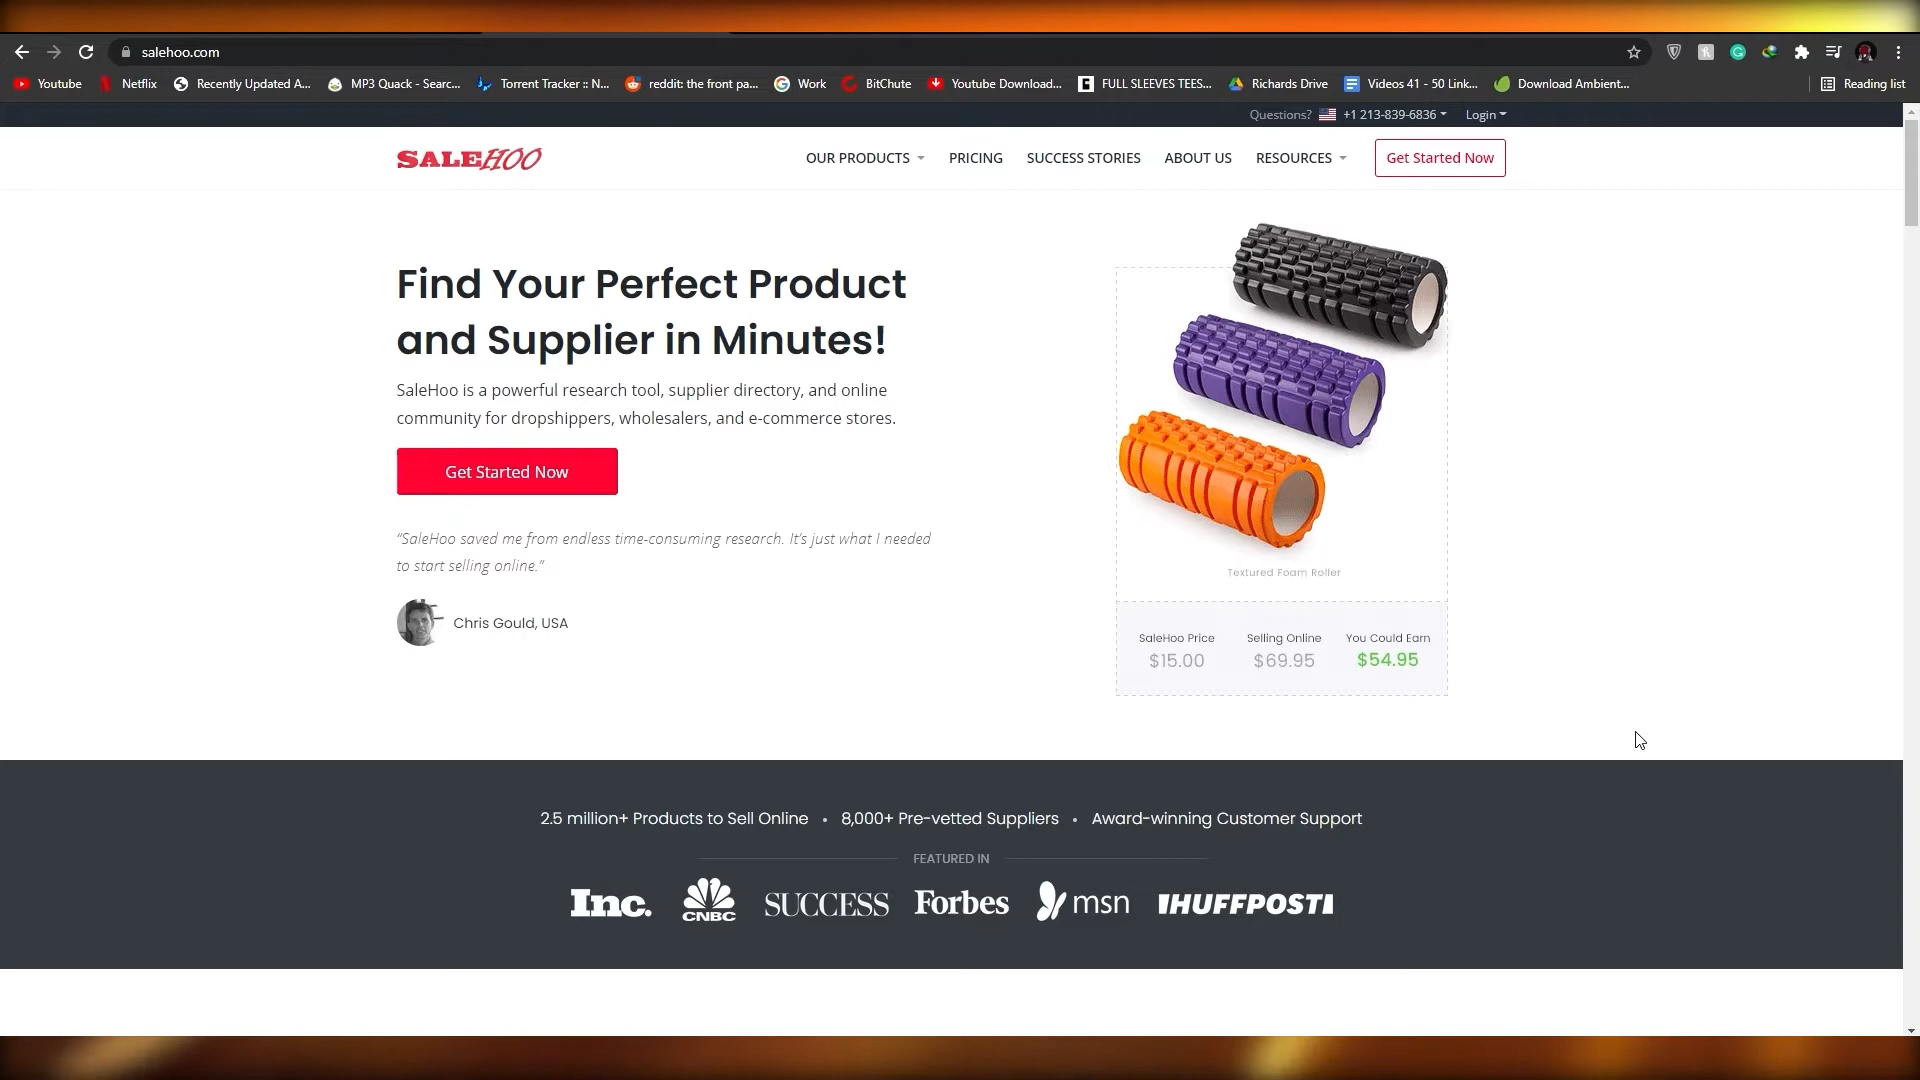 salehoo.com
Youtube
Netflix
Recently Updated A...
MP3 Quack - Searc...
Torrent Tracker :: N...
reddit: the front pa...
Work
BitChute
Youtube Download...
FULL SLEEVES TEES...
Richards Drive
Videos 41 - 50 Link...
Download Ambient...
Reading list
Questions? +1 213-839-6836 Login
SALEHOO
OUR PRODUCTS PRICING SUCCESS STORIES ABOUT US RESOURCES Get Started Now
Find Your Perfect Product
and Supplier in Minutes!
SaleHoo is a powerful research tool, supplier directory, and online
community for dropshippers, wholesalers, and e-commerce stores.
Get Started Now
“SaleHoo saved me from endless time-consuming research. It’s just what I needed
to start selling online.”
Chris Gould, USA
Textured Foam Roller
SaleHoo Price Selling Online You Could Earn
$15.00 $69.95 $54.95
2.5 million+ Products to Sell Online • 8,000+ Pre-vetted Suppliers • Award-winning Customer Support
FEATURED IN
Inc. CNBC SUCCESS Forbes msn HUFFPOST